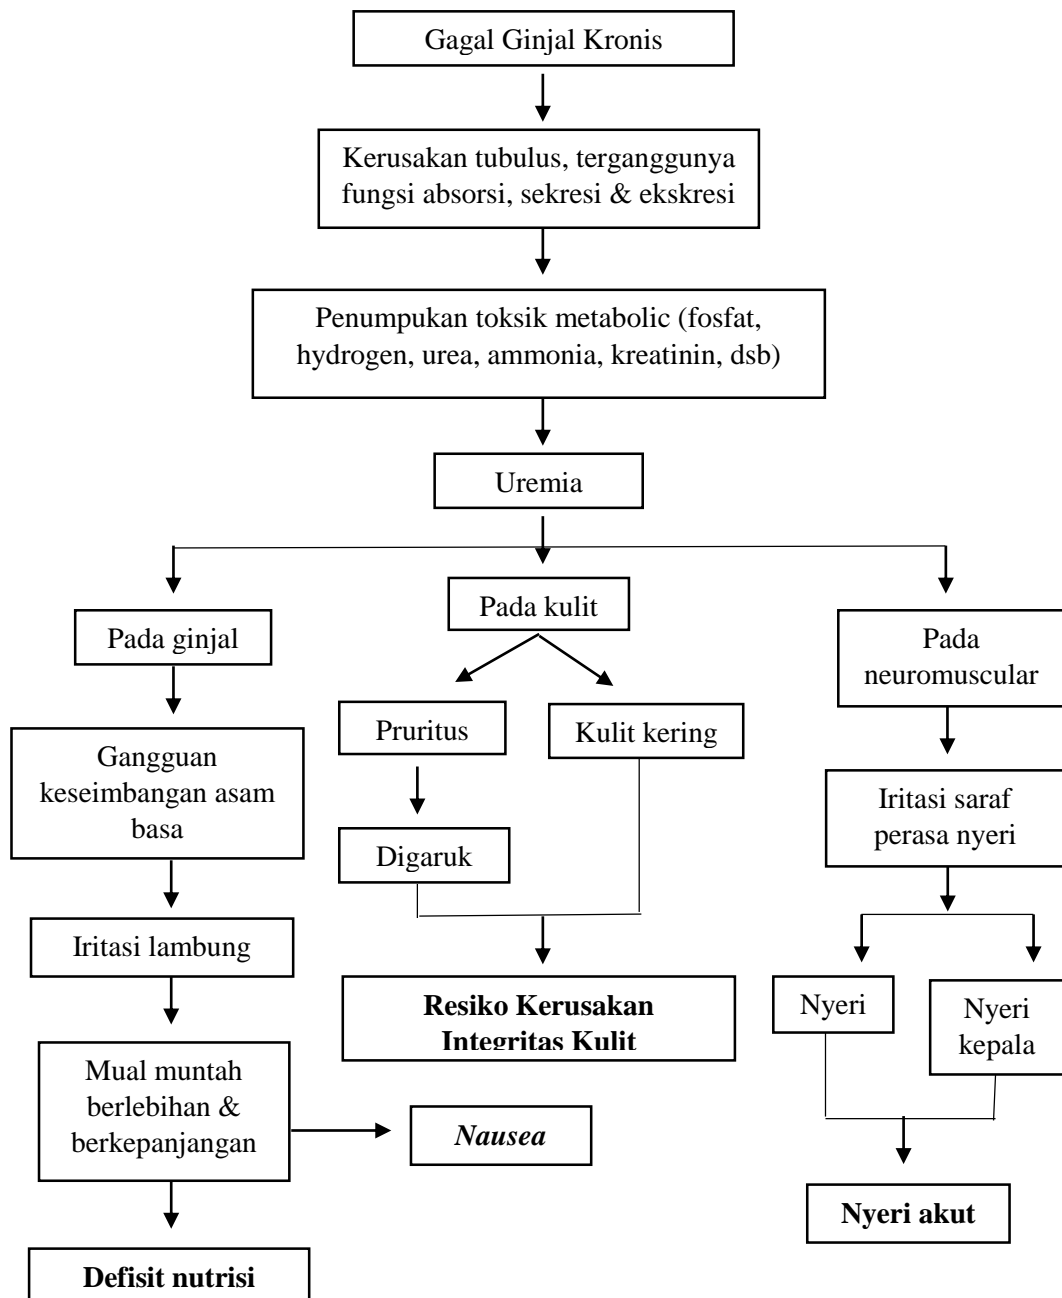 Gagal Ginjal Kronis
Kerusakan tubulus, terganggunya
fungsi absorsi, sekresi & ekskresi
Penumpukan toksik metabolic (fosfat,
hydrogen, urea, ammonia, kreatinin, dsb)
Uremia
Pada ginjal
Pada kulit
Pada
neuromuscular
Gangguan
keseimbangan asam
basa
Pruritus
Kulit kering
Iritasi saraf
perasa nyeri
Digaruk
Iritasi lambung
Resiko Kerusakan
Integritas Kulit
Nyeri
Nyeri
kepala
Mual muntah
berlebihan &
berkepanjangan
Nausea
Nyeri akut
Defisit nutrisi